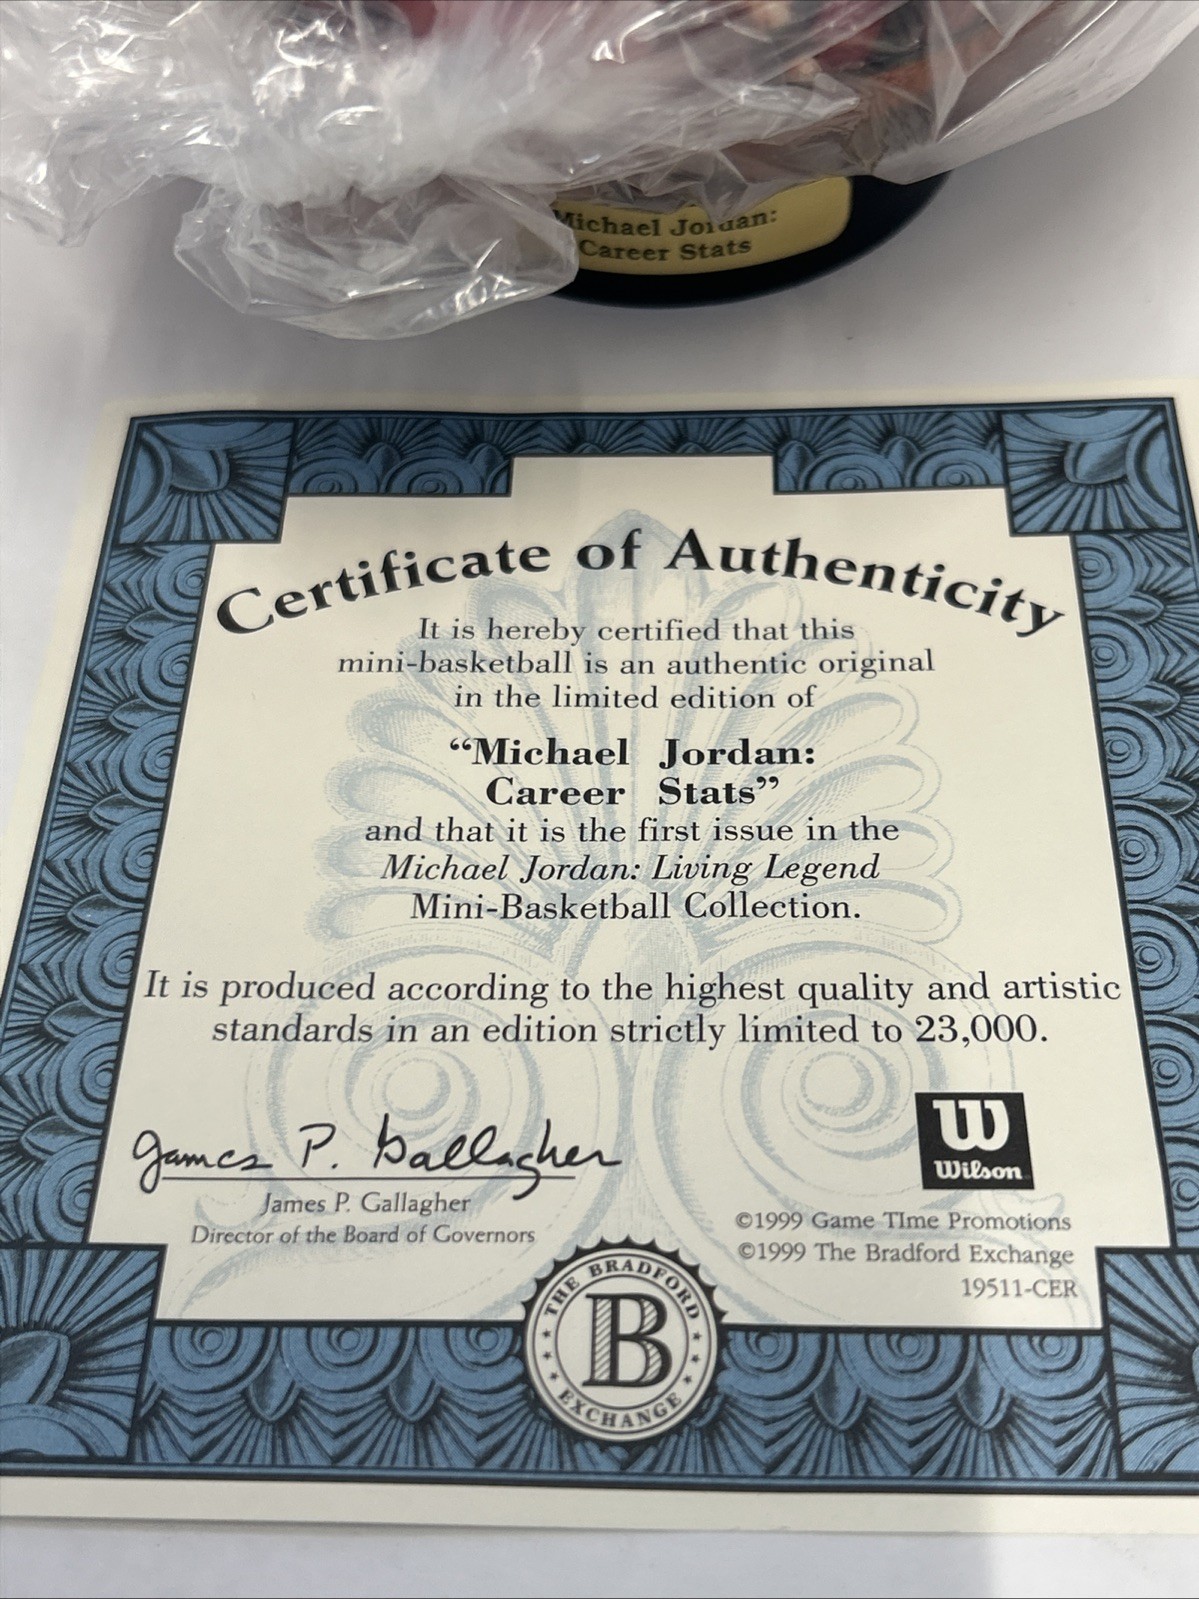 Michael Jordan:
Career Stats
Certificate of Authenticity
It is hereby certified that this
mini-basketball is an authentic original
in the limited edition of
“Michael Jordan:
Career Stats”
and that it is the first issue in the
Michael Jordan: Living Legend
Mini-Basketball Collection.
It is produced according to the highest quality and artistic
standards in an edition strictly limited to 23,000.
James P. Gallagher
James P. Gallagher
Director of the Board of Governors
W
Wilson
©1999 Game TIme Promotions
©1999 The Bradford Exchange
19511-CER
THE BRADFORD
B
EXCHANGE